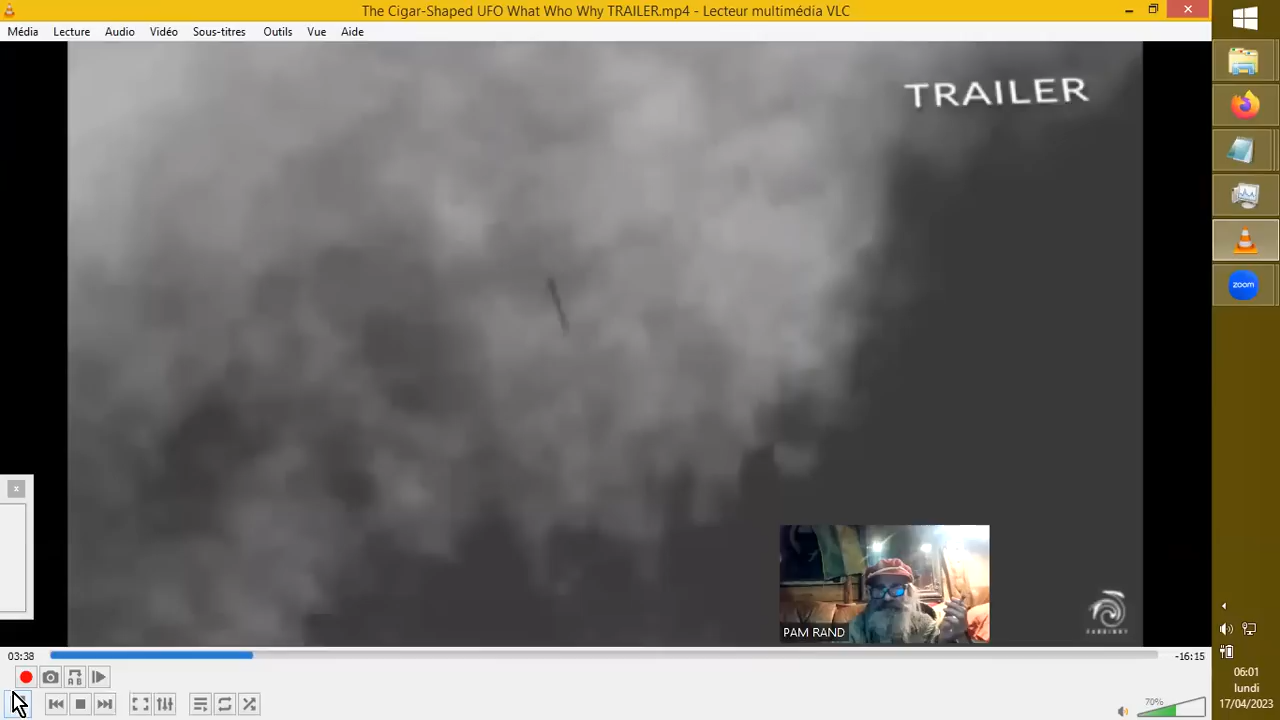 The Cigar-Shaped UFO What Who Why TRAILER.mp4 - Lecteur multimédia VLC
Média Lecture Audio Vidéo Sous-titres Outils Vue Aide
TRAILER
zoom
PAM RAND
03:38
-16:15
06:01
lundi
17/04/2023
70%